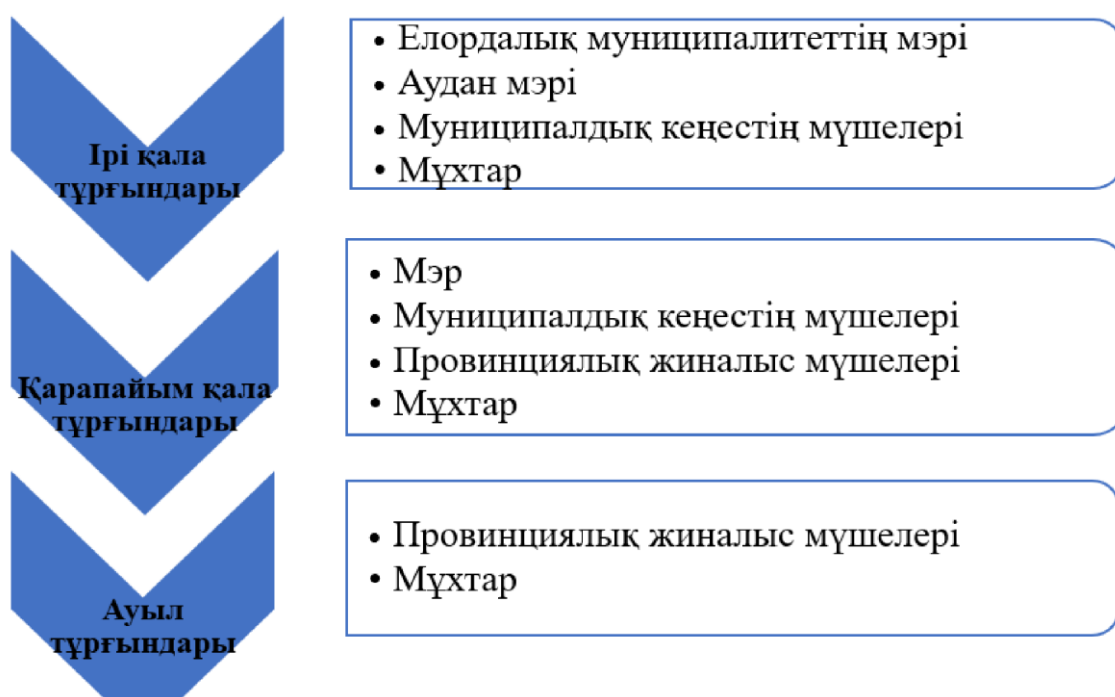 Ірі қала
тұрғындары
• Елордалық муниципалитеттің мэрі
• Аудан мэрі
• Муниципалдық кеңестің мүшелері
• Мұхтар
Қарапайым қала
тұрғындары
• Мэр
• Муниципалдық кеңестің мүшелері
• Провинциялық жиналыс мүшелері
• Мұхтар
Ауыл
тұрғындары
• Провинциялық жиналыс мүшелері
• Мұхтар